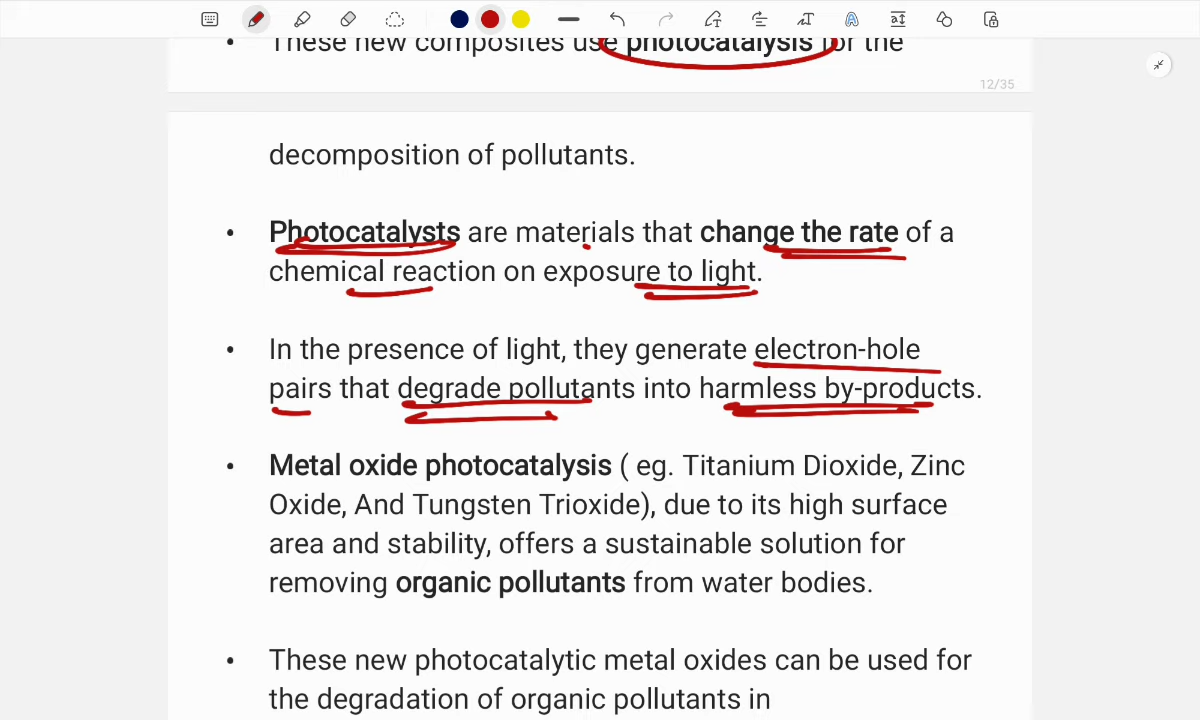 • These new composites use photocatalysis for the
12/35
decomposition of pollutants.
• Photocatalysts are materials that change the rate of a
chemical reaction on exposure to light.
• In the presence of light, they generate electron-hole
pairs that degrade pollutants into harmless by-products.
• Metal oxide photocatalysis ( eg. Titanium Dioxide, Zinc
Oxide, And Tungsten Trioxide), due to its high surface
area and stability, offers a sustainable solution for
removing organic pollutants from water bodies.
• These new photocatalytic metal oxides can be used for
the degradation of organic pollutants in